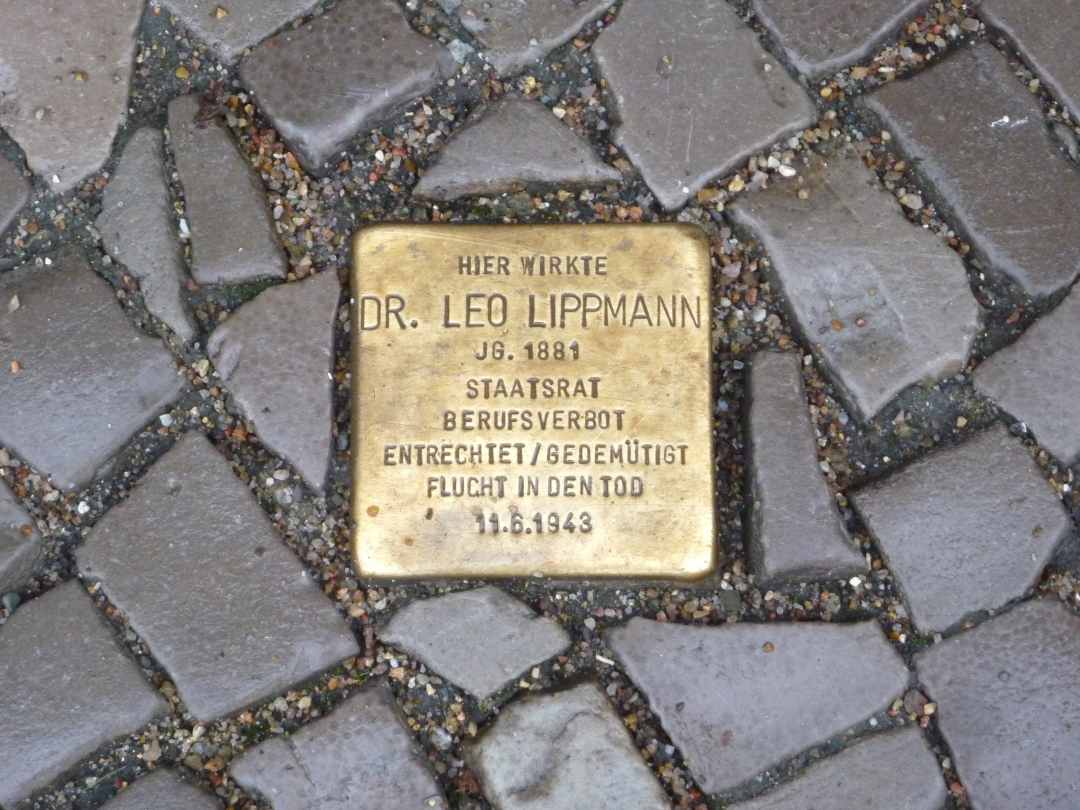 HIER WIRKTE
DR. LEO LIPPMANN
JG. 1881
STAATSRAT
BERUFSVERBOT
ENTRECHTET/GEDEMÜTIGT
FLUCHT IN DEN TOD
11.6.1943